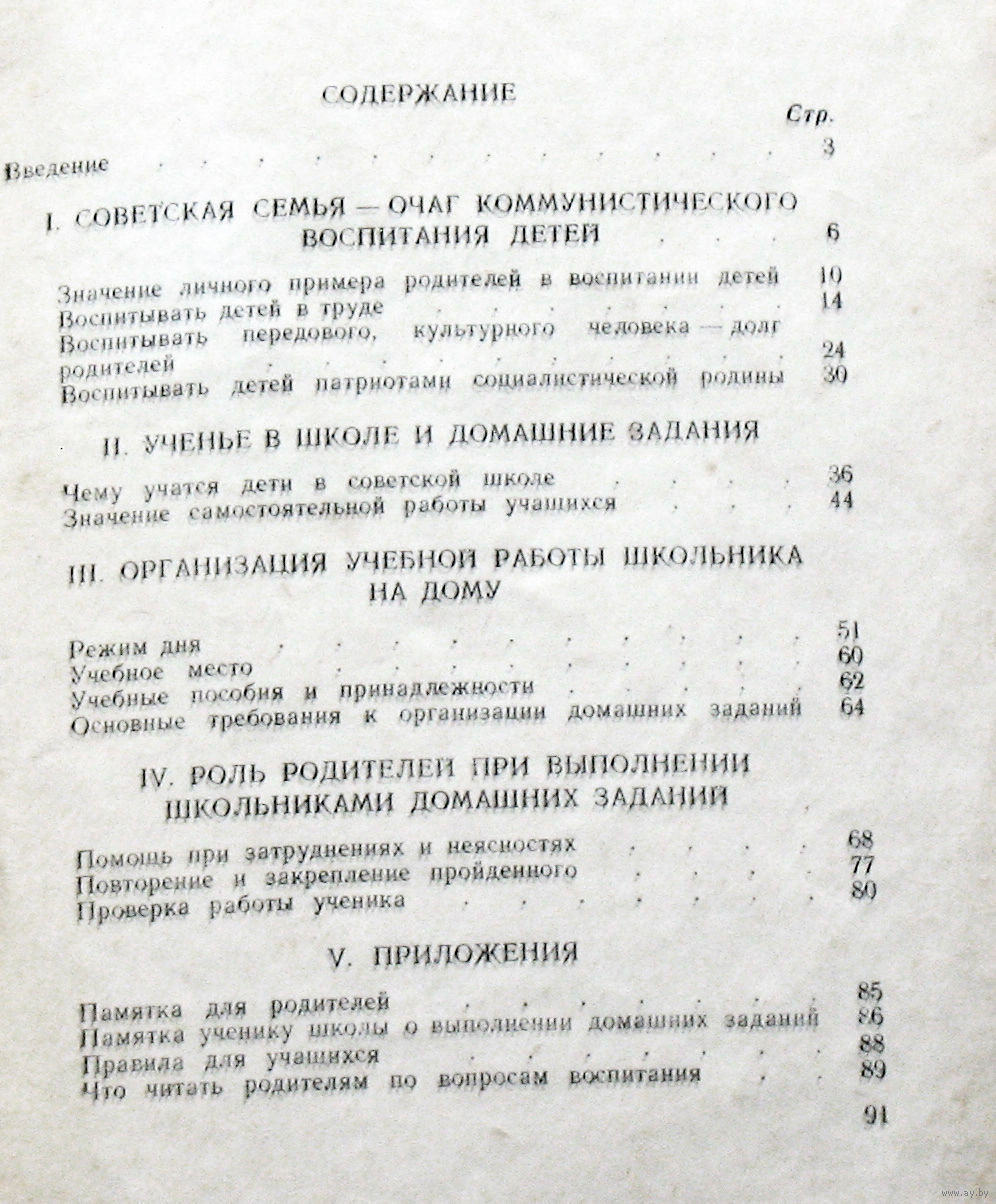 СОДЕРЖАНИЕ
Стр.
Введение . . . . . . . . . . . . 3
I. СОВЕТСКАЯ СЕМЬЯ — ОЧАГ КОММУНИСТИЧЕСКОГО
ВОСПИТАНИЯ ДЕТЕЙ . . . 6
Значение личного примера родителей в воспитании детей 10
Воспитывать детей в труде . . . . . . . 14
Воспитывать передового, культурного человека — долг
родителей . . . . . . . . . . 24
Воспитывать детей патриотами социалистической родины 30
II. УЧЕНЬЕ В ШКОЛЕ И ДОМАШНИЕ ЗАДАНИЯ
Чему учатся дети в советской школе . . . . 36
Значение самостоятельной работы учащихся . . . 44
III. ОРГАНИЗАЦИЯ УЧЕБНОЙ РАБОТЫ ШКОЛЬНИКА
НА ДОМУ
Режим дня . . . . . . . . . . 51
Учебное место . . . . . . . . . 60
Учебные пособия и принадлежности . . . . . 62
Основные требования к организации домашних заданий 64
IV. РОЛЬ РОДИТЕЛЕЙ ПРИ ВЫПОЛНЕНИИ
ШКОЛЬНИКАМИ ДОМАШНИХ ЗАДАНИЙ
Помощь при затруднениях и неясностях . . . . 68
Повторение и закрепление пройденного . . . . 77
Проверка работы ученика . . . . . . . 80
V. ПРИЛОЖЕНИЯ
Памятка для родителей . . . . . . . 85
Памятка ученику школы о выполнении домашних заданий 86
Правила для учащихся . . . . . . . 88
Что читать родителям по вопросам воспитания . . 89
91
www.ay.by